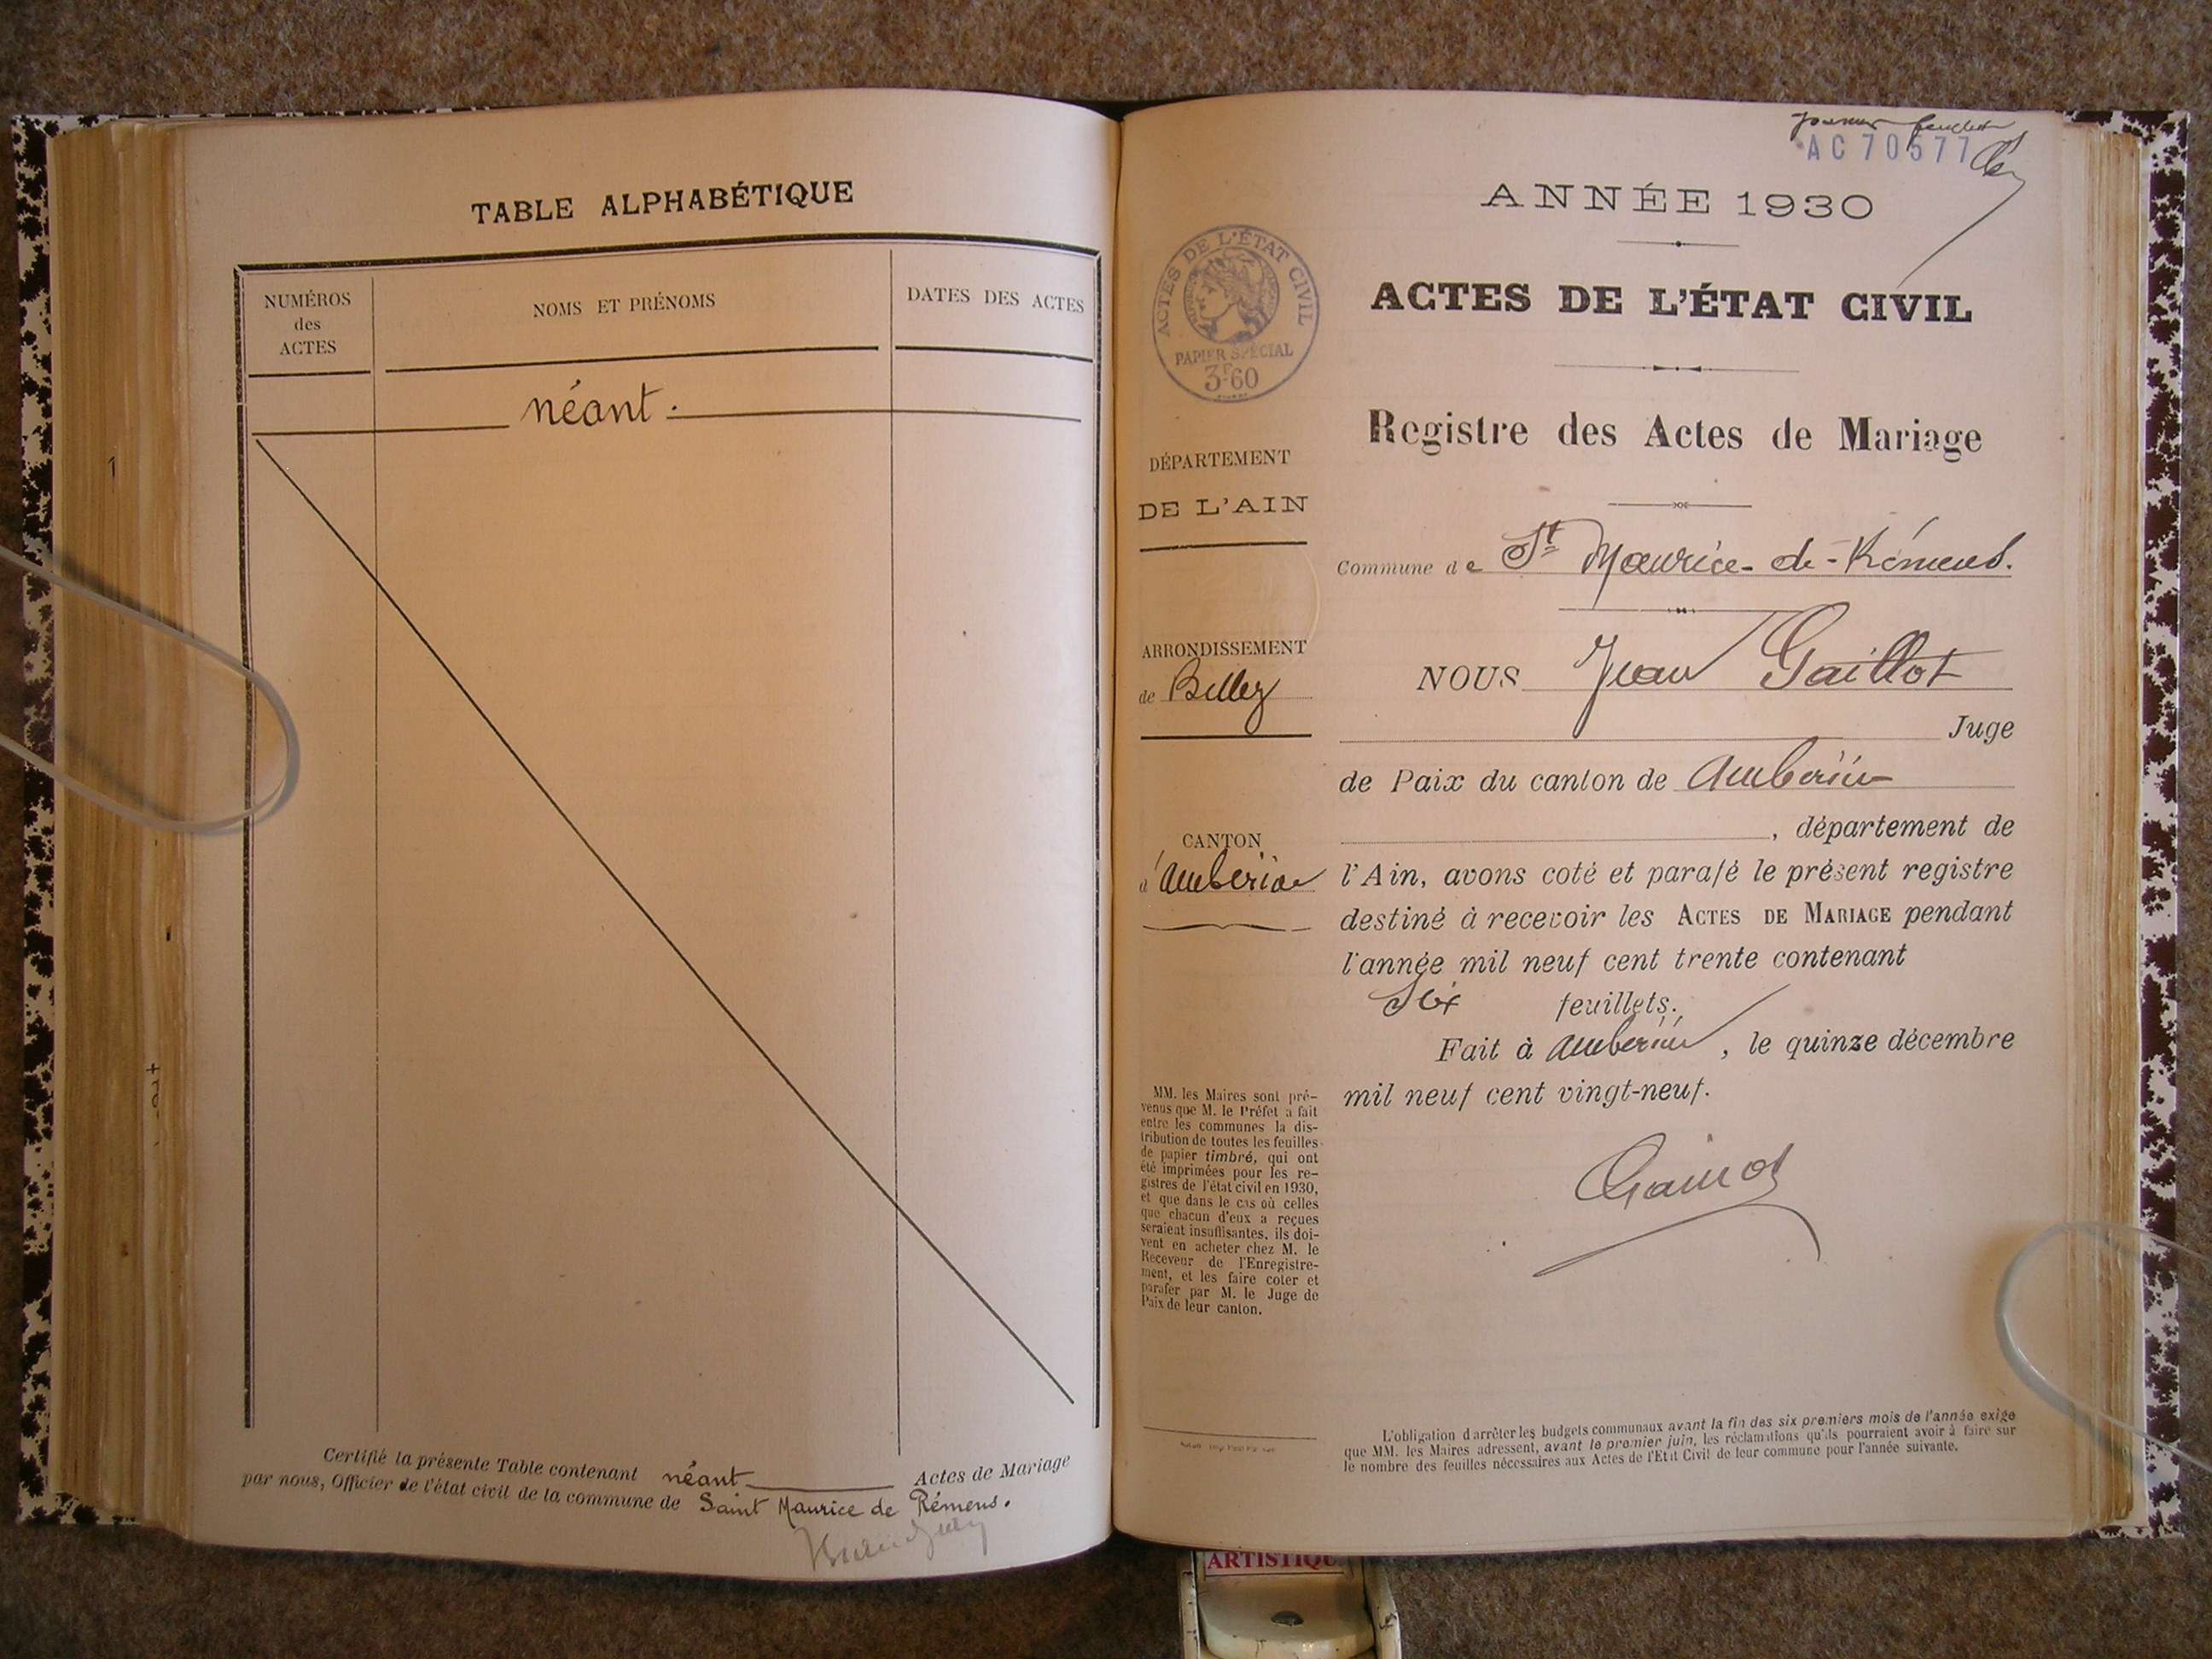 TABLE ALPHABÉTIQUE
NUMÉROS
des
ACTES
NOMS ET PRÉNOMS
DATES DES ACTES
néant.
Certifié la présente Table contenant néant Actes de Mariage
par nous, Officier de l'état civil de la commune de Saint Maurice de Rémens.
premier feuillet
AC 70577
ANNÉE 1930
ACTES DE L'ÉTAT CIVIL
PAPIER SPÉCIAL
3F60
ACTES DE L'ÉTAT CIVIL
Registre des Actes de Mariage
DÉPARTEMENT
DE L'AIN
ARRONDISSEMENT
de Belley
CANTON
d'Ambérieu
MM. les Maires sont pré-
venus que M. le Préfet a fait
entre les communes la dis-
tribution de toutes les feuilles
de papier timbré, qui ont
été imprimées pour les re-
gistres de l'état civil en 1930,
et que dans le cas où celles
que chacun d'eux a reçues
seraient insuffisantes, ils doi-
vent en acheter chez M. le
Receveur de l'Enregistre-
ment, et les faire coter et
parafer par M. le Juge de
Paix de leur canton.
Commune de St Maurice-de-Rémens.
NOUS Jean Gaillot
Juge
de Paix du canton de Ambérieu
, département de
l'Ain, avons coté et parafé le présent registre
destiné à recevoir les ACTES DE MARIAGE pendant
l'année mil neuf cent trente contenant
Six feuillets.
Fait à Ambérieu, le quinze décembre
mil neuf cent vingt-neuf.
L'obligation d'arrêter les budgets communaux avant la fin des six premiers mois de l'année exige
que MM. les Maires adressent, avant le premier juin, les réclamations qu'ils pourraient avoir à faire sur
le nombre des feuilles nécessaires aux Actes de l'Etat Civil de leur commune pour l'année suivante.
ARTISTIQU